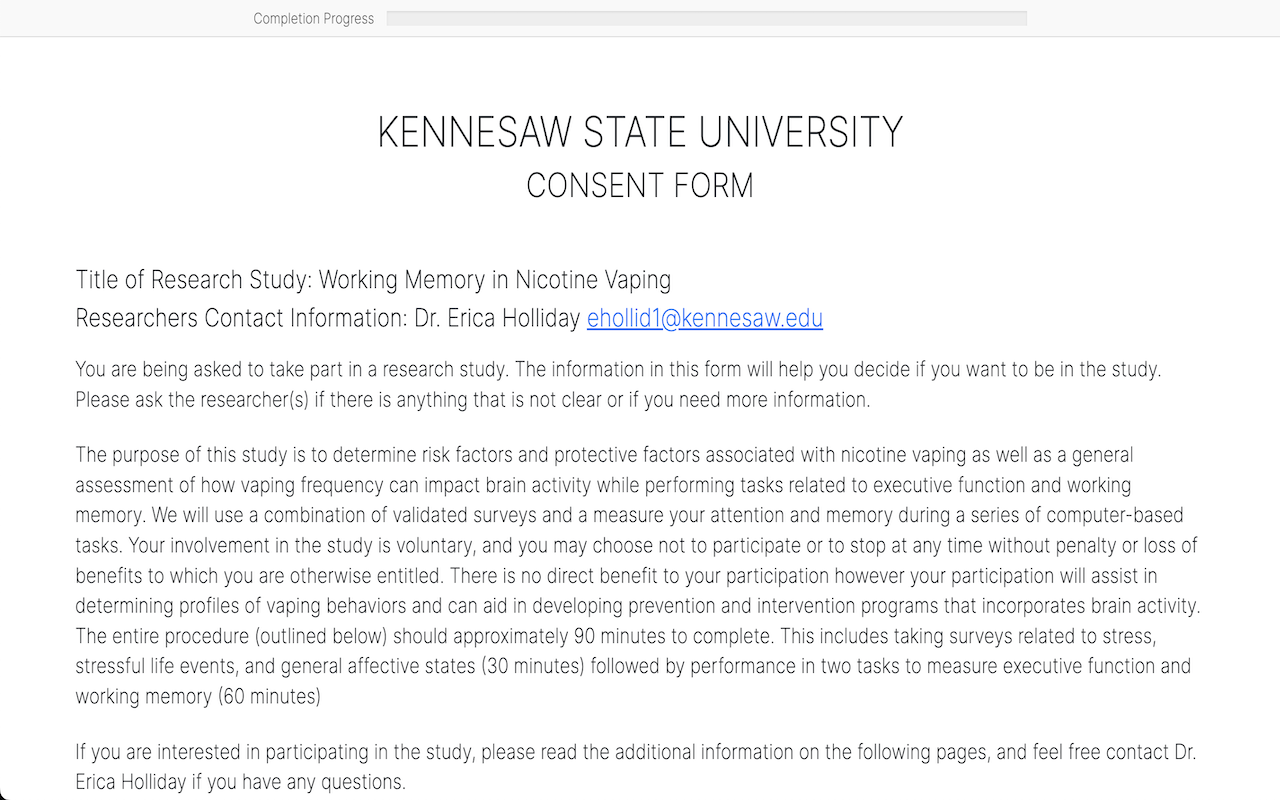 Completion Progress
KENNESAW STATE UNIVERSITY
CONSENT FORM
Title of Research Study: Working Memory in Nicotine Vaping
Researchers Contact Information: Dr. Erica Holliday ehollid1@kennesaw.edu
You are being asked to take part in a research study. The information in this form will help you decide if you want to be in the study.
Please ask the researcher(s) if there is anything that is not clear or if you need more information.
The purpose of this study is to determine risk factors and protective factors associated with nicotine vaping as well as a general
assessment of how vaping frequency can impact brain activity while performing tasks related to executive function and working
memory. We will use a combination of validated surveys and a measure your attention and memory during a series of computer-based
tasks. Your involvement in the study is voluntary, and you may choose not to participate or to stop at any time without penalty or loss of
benefits to which you are otherwise entitled. There is no direct benefit to your participation however your participation will assist in
determining profiles of vaping behaviors and can aid in developing prevention and intervention programs that incorporates brain activity.
The entire procedure (outlined below) should approximately 90 minutes to complete. This includes taking surveys related to stress,
stressful life events, and general affective states (30 minutes) followed by performance in two tasks to measure executive function and
working memory (60 minutes)
If you are interested in participating in the study, please read the additional information on the following pages, and feel free contact Dr.
Erica Holliday if you have any questions.